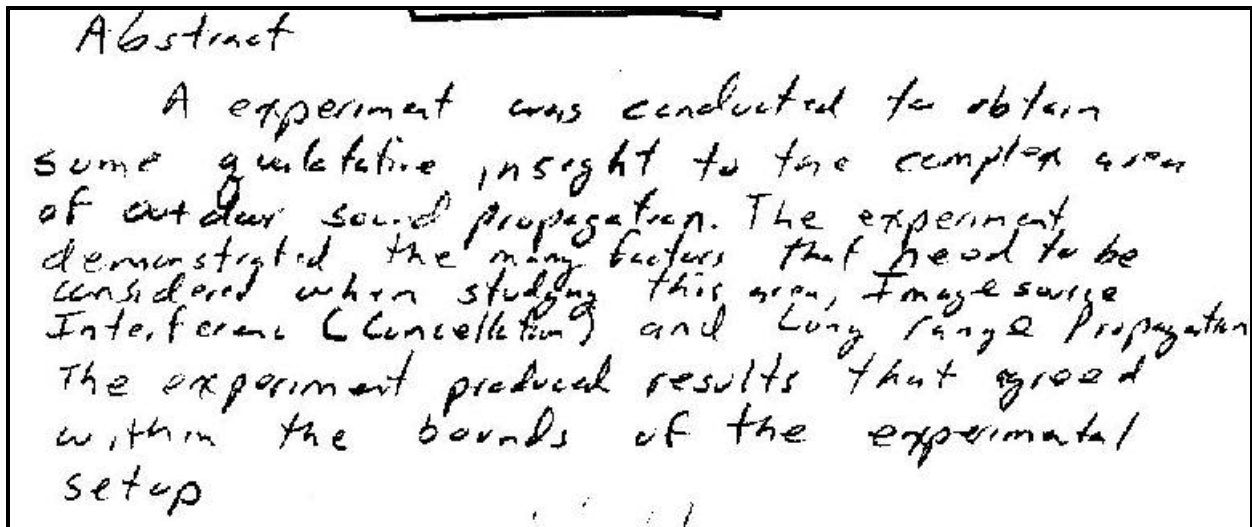 Abstract
A experiment was conducted to obtain
some qualatative insight to the complex area
of outdoor sound propagation. The experiment
demonstrated the many factors that need to be
considered when studying this area, Image source
Interferenc (Cancellation) and Long range Propagation
The experiment produced results that agreed
within the bounds of the experimental
setup